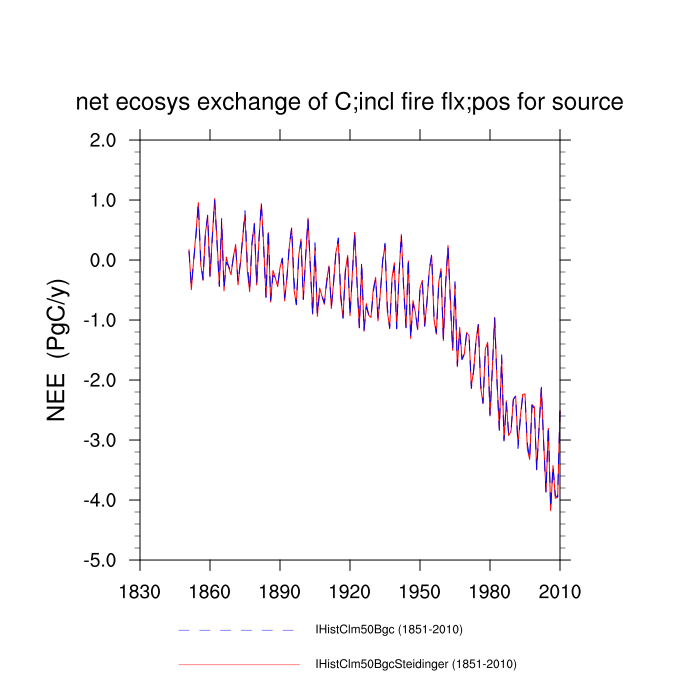 net ecosys exchange of C;incl fire flx;pos for source
NEE (PgC/y)
2.0
1.0
0.0
-1.0
-2.0
-3.0
-4.0
-5.0
1830 1860 1890 1920 1950 1980 2010
IHistClm50Bgc (1851-2010)
IHistClm50BgcSteidinger (1851-2010)